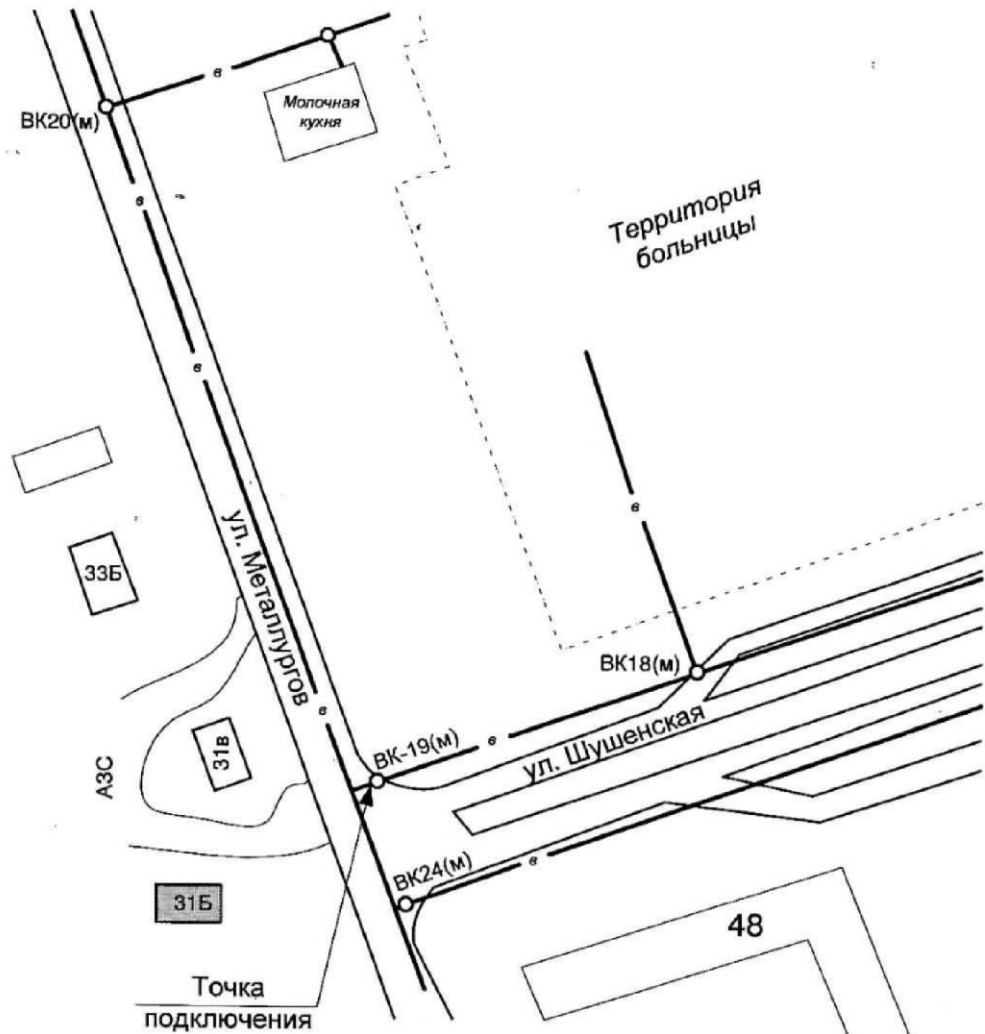 в
Молочная
кухня
ВК20(м)
в
Территория
больницы
в
в
33Б
ул. Металлургов
ВК18(м)
31в
в
ВК-19(м)
в
ул. Шушенская
АЗС
ВК24(м)
в
31Б
48
Точка
подключения